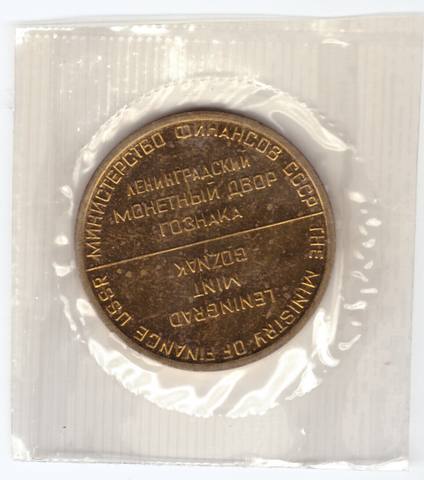 МИНИСТЕРСТВО ФИНАНСОВ СССР
ЛЕНИНГРАДСКИЙ
МОНЕТНЫЙ ДВОР
ГОЗНАКА
THE MINISTRY OF FINANCE USSR
LENINGRAD
MINT
GOZNAK